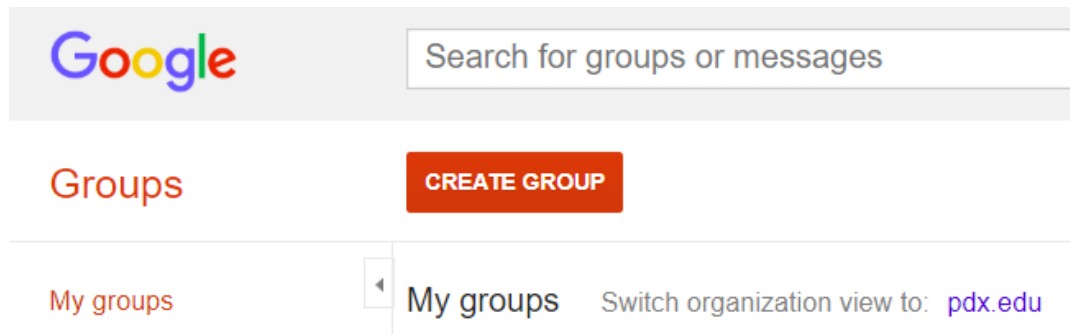 Google
Search for groups or messages
Groups
CREATE GROUP
My groups
My groups Switch organization view to: pdx.edu